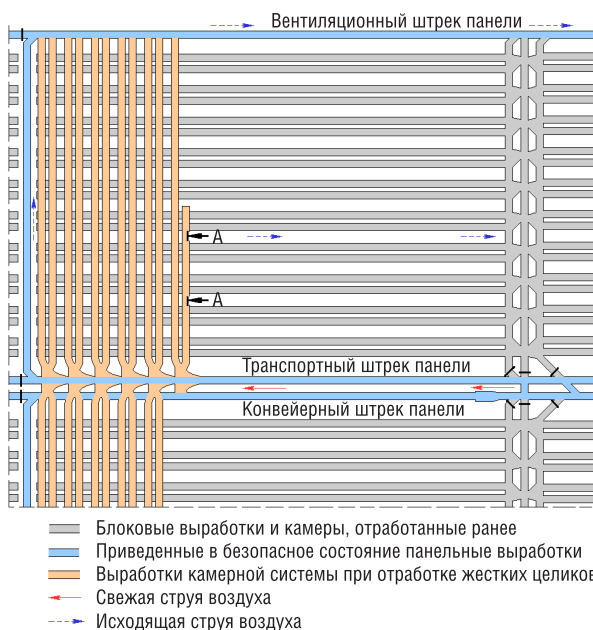 Вентиляционный штрек панели
А
А
Транспортный штрек панели
Конвейерный штрек панели
Блоковые выработки и камеры, отработанные ранее
Приведенные в безопасное состояние панельные выработки
Выработки камерной системы при отработке жестких целиков
Свежая струя воздуха
Исходящая струя воздуха